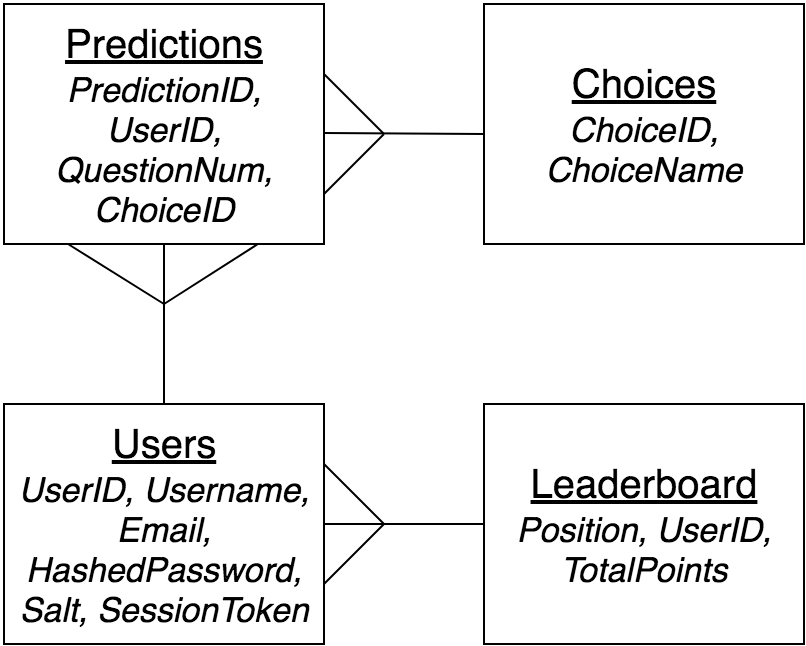 Predictions
PredictionID,
UserID,
QuestionNum,
ChoiceID
Choices
ChoiceID,
ChoiceName
Users
UserID, Username,
Email,
HashedPassword,
Salt, SessionToken
Leaderboard
Position, UserID,
TotalPoints